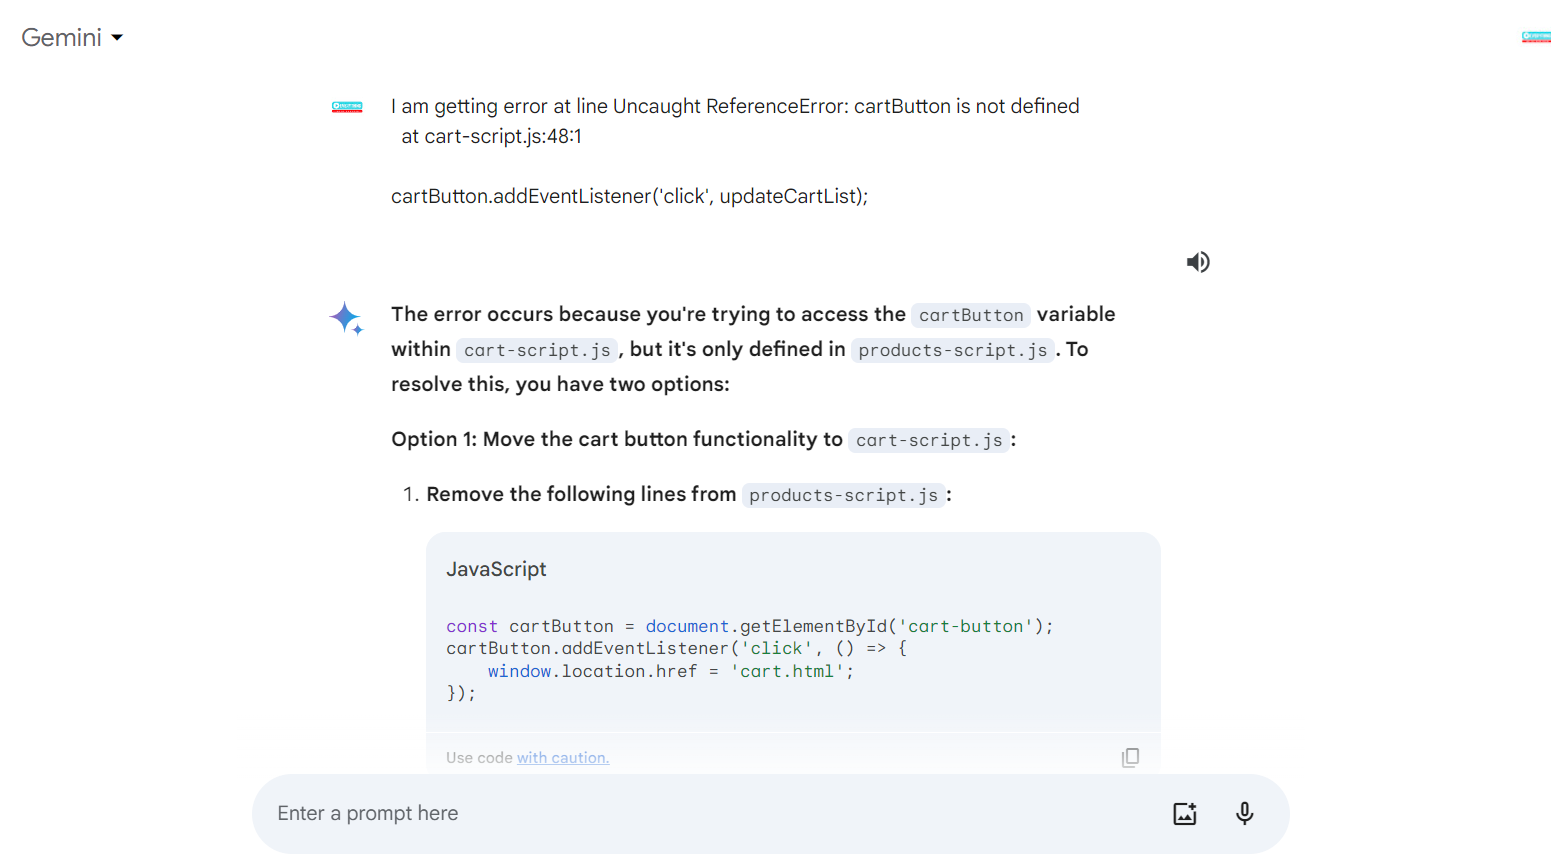 Gemini
I am getting error at line Uncaught ReferenceError: cartButton is not defined
at cart-script.js:48:1
cartButton.addEventListener('click', updateCartList);
The error occurs because you're trying to access the cartButton variable
within cart-script.js, but it's only defined in products-script.js. To
resolve this, you have two options:
Option 1: Move the cart button functionality to cart-script.js:
1. Remove the following lines from products-script.js:
JavaScript
const cartButton = document.getElementById('cart-button');
cartButton.addEventListener('click', () => {
    window.location.href = 'cart.html';
});
Use code with caution.
Enter a prompt here